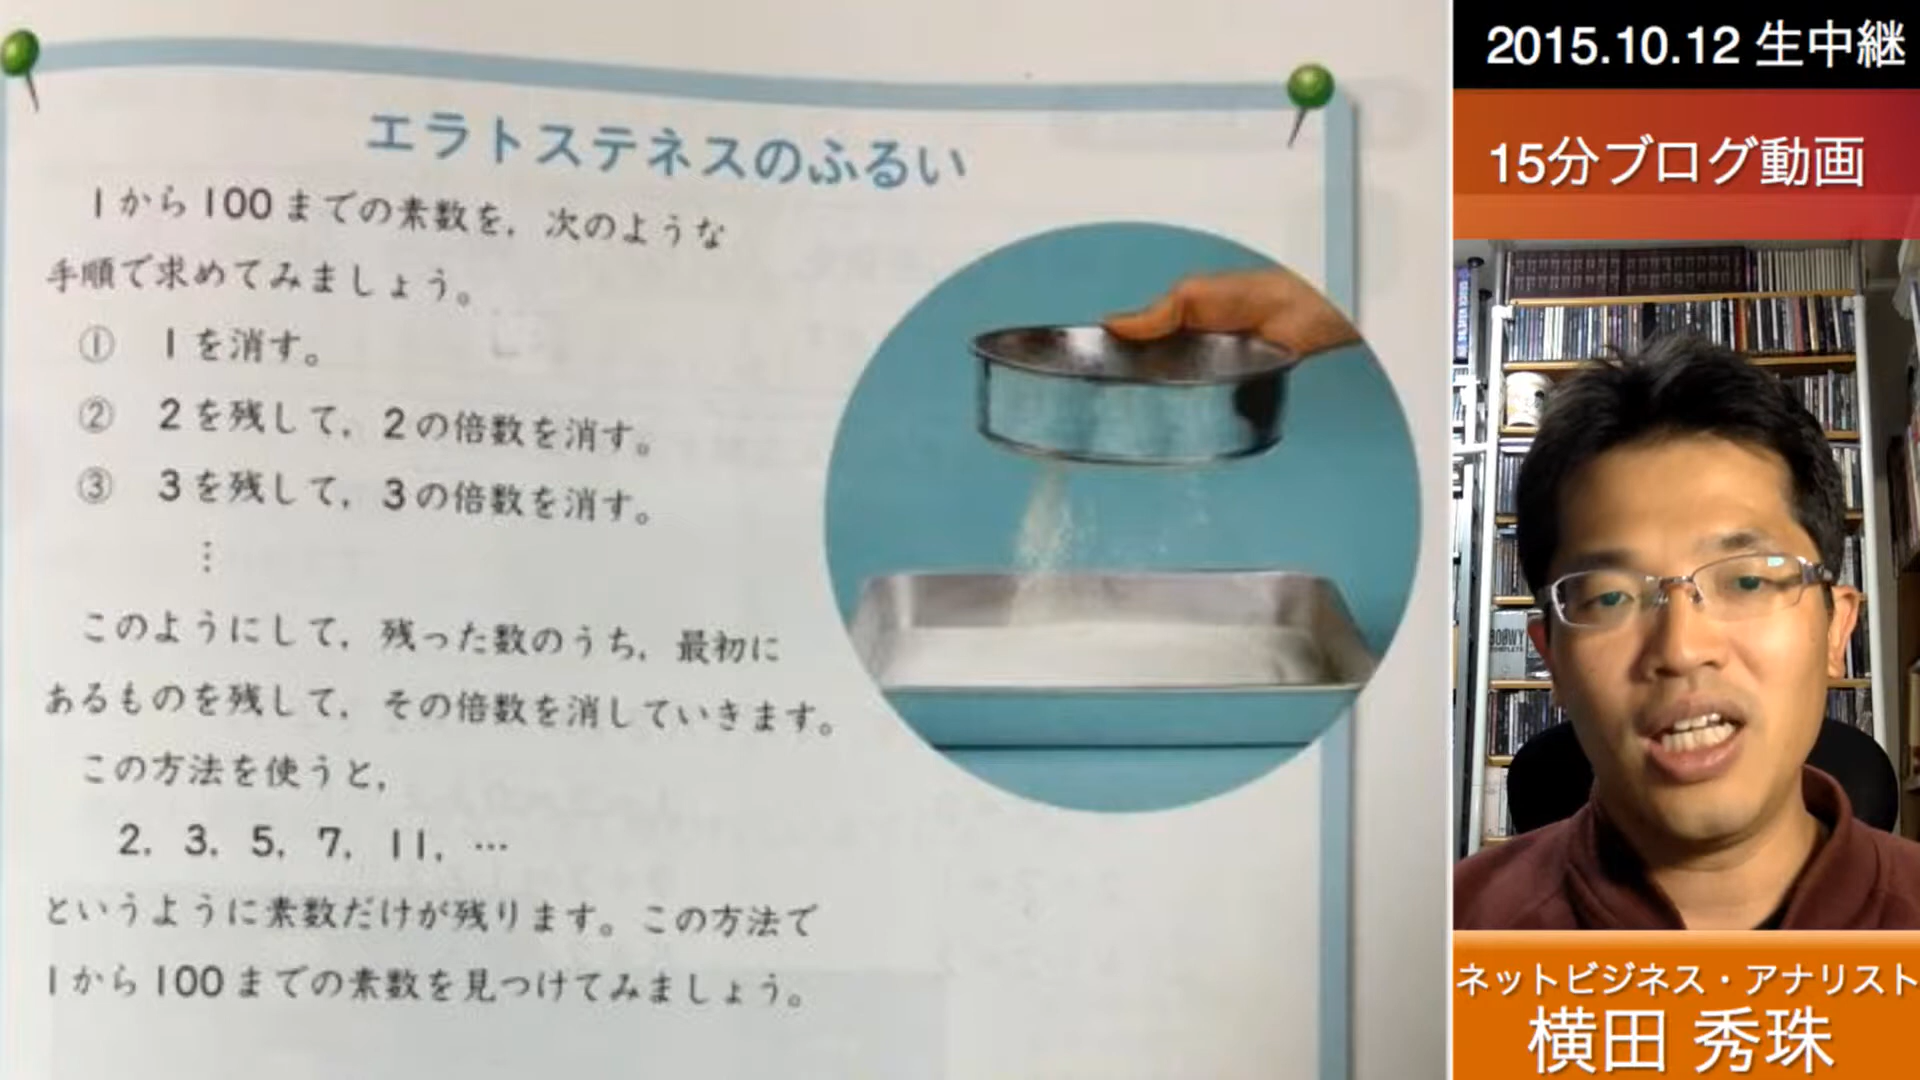 エラトステネスのふるい
1から100までの素数を，次のような
手順で求めてみましょう。
① 1を消す。
② 2を残して，2の倍数を消す。
③ 3を残して，3の倍数を消す。
⋮
このようにして，残った数のうち，最初に
あるものを残して，その倍数を消していきます。
この方法を使うと，
2，3，5，7，11，…
というように素数だけが残ります。この方法で
1から100までの素数を見つけてみましょう。
2015.10.12 生中継
15分ブログ動画
BOØWY
COMPLETE
ネットビジネス・アナリスト
横田 秀珠